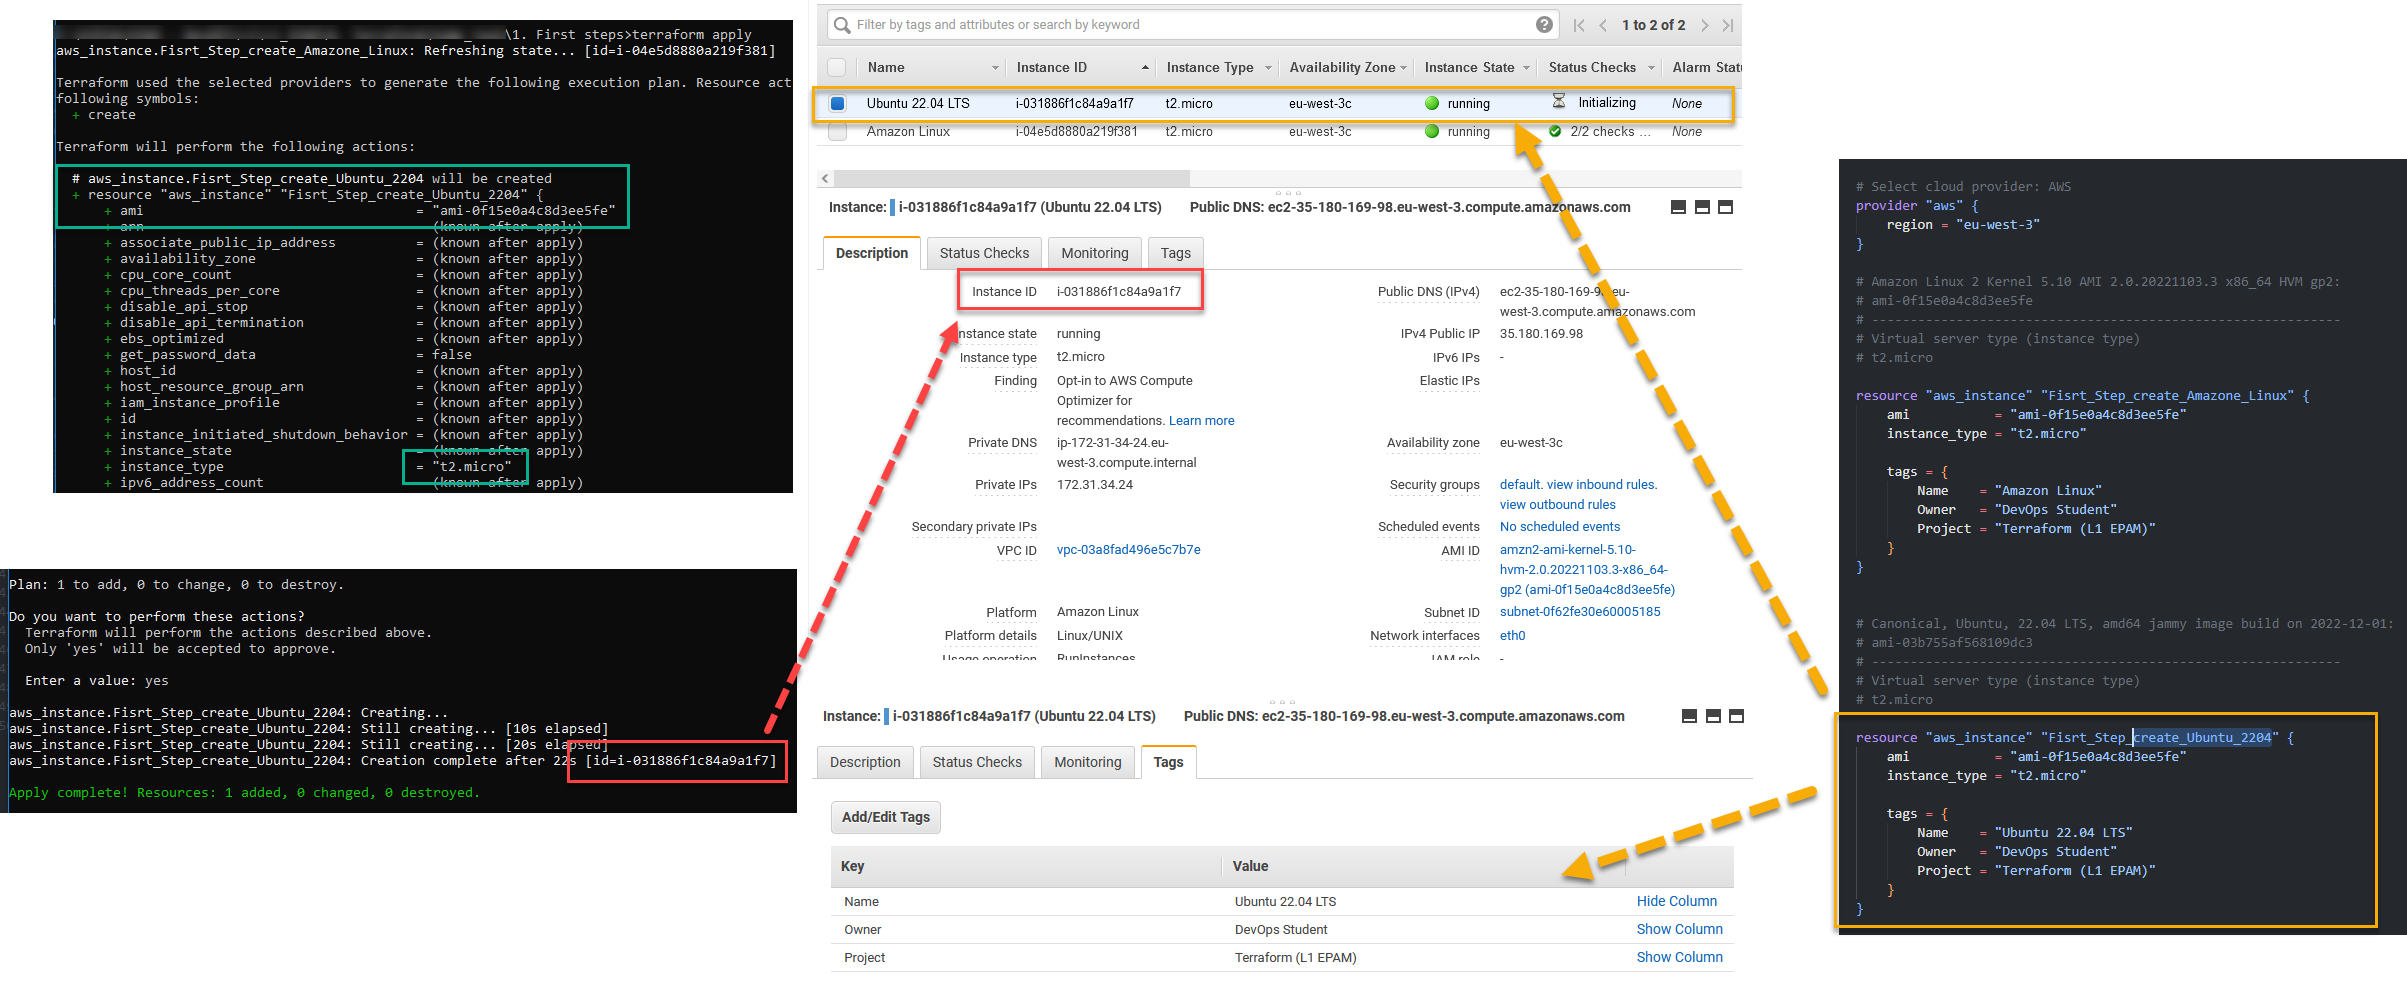 \1. First steps>terraform apply
aws_instance.Fisrt_Step_create_Amazone_Linux: Refreshing state... [id=i-04e5d8880a219f381]
Terraform used the selected providers to generate the following execution plan. Resource act
following symbols:
+ create
Terraform will perform the following actions:
# aws_instance.Fisrt_Step_create_Ubuntu_2204 will be created
+ resource "aws_instance" "Fisrt_Step_create_Ubuntu_2204" {
+ ami = "ami-0f15e0a4c8d3ee5fe"
+ arn = (known after apply)
+ associate_public_ip_address = (known after apply)
+ availability_zone = (known after apply)
+ cpu_core_count = (known after apply)
+ cpu_threads_per_core = (known after apply)
+ disable_api_stop = (known after apply)
+ disable_api_termination = (known after apply)
+ ebs_optimized = (known after apply)
+ get_password_data = false
+ host_id = (known after apply)
+ host_resource_group_arn = (known after apply)
+ iam_instance_profile = (known after apply)
+ id = (known after apply)
+ instance_initiated_shutdown_behavior = (known after apply)
+ instance_state = (known after apply)
+ instance_type = "t2.micro"
+ ipv6_address_count (known after apply)
Plan: 1 to add, 0 to change, 0 to destroy.
Do you want to perform these actions?
Terraform will perform the actions described above.
Only 'yes' will be accepted to approve.
Enter a value: yes
aws_instance.Fisrt_Step_create_Ubuntu_2204: Creating...
aws_instance.Fisrt_Step_create_Ubuntu_2204: Still creating... [10s elapsed]
aws_instance.Fisrt_Step_create_Ubuntu_2204: Still creating... [20s elapsed]
aws_instance.Fisrt_Step_create_Ubuntu_2204: Creation complete after 22s [id=i-031886f1c84a9a1f7]
Apply complete! Resources: 1 added, 0 changed, 0 destroyed.
Filter by tags and attributes or search by keyword
1 to 2 of 2
Name Instance ID Instance Type Availability Zone Instance State Status Checks Alarm Statu
Ubuntu 22.04 LTS i-031886f1c84a9a1f7 t2.micro eu-west-3c running Initializing None
Amazon Linux i-04e5d8880a219f381 t2.micro eu-west-3c running 2/2 checks ... None
Instance: i-031886f1c84a9a1f7 (Ubuntu 22.04 LTS) Public DNS: ec2-35-180-169-98.eu-west-3.compute.amazonaws.com
Description Status Checks Monitoring Tags
Instance ID i-031886f1c84a9a1f7
Instance state running
Instance type t2.micro
Finding Opt-in to AWS Compute
Optimizer for
recommendations. Learn more
Private DNS ip-172-31-34-24.eu-
west-3.compute.internal
Private IPs 172.31.34.24
Secondary private IPs
VPC ID vpc-03a8fad496e5c7b7e
Platform Amazon Linux
Platform details Linux/UNIX
Usage operation RunInstances
Public DNS (IPv4) ec2-35-180-169-98.eu-
west-3.compute.amazonaws.com
IPv4 Public IP 35.180.169.98
IPv6 IPs -
Elastic IPs
Availability zone eu-west-3c
Security groups default. view inbound rules.
view outbound rules
Scheduled events No scheduled events
AMI ID amzn2-ami-kernel-5.10-
hvm-2.0.20221103.3-x86_64-
gp2 (ami-0f15e0a4c8d3ee5fe)
Subnet ID subnet-0f62fe30e60005185
Network interfaces eth0
IAM role -
Instance: i-031886f1c84a9a1f7 (Ubuntu 22.04 LTS) Public DNS: ec2-35-180-169-98.eu-west-3.compute.amazonaws.com
Description Status Checks Monitoring Tags
Add/Edit Tags
Key Value
Name Ubuntu 22.04 LTS Hide Column
Owner DevOps Student Show Column
Project Terraform (L1 EPAM) Show Column
# Select cloud provider: AWS
provider "aws" {
region = "eu-west-3"
}
# Amazon Linux 2 Kernel 5.10 AMI 2.0.20221103.3 x86_64 HVM gp2:
# ami-0f15e0a4c8d3ee5fe
# -------------------------------------------------------------
# Virtual server type (instance type)
# t2.micro
resource "aws_instance" "Fisrt_Step_create_Amazone_Linux" {
ami = "ami-0f15e0a4c8d3ee5fe"
instance_type = "t2.micro"
tags = {
Name = "Amazon Linux"
Owner = "DevOps Student"
Project = "Terraform (L1 EPAM)"
}
}
# Canonical, Ubuntu, 22.04 LTS, amd64 jammy image build on 2022-12-01:
# ami-03b755af568109dc3
# -------------------------------------------------------------
# Virtual server type (instance type)
# t2.micro
resource "aws_instance" "Fisrt_Step_create_Ubuntu_2204" {
ami = "ami-0f15e0a4c8d3ee5fe"
instance_type = "t2.micro"
tags = {
Name = "Ubuntu 22.04 LTS"
Owner = "DevOps Student"
Project = "Terraform (L1 EPAM)"
}
}